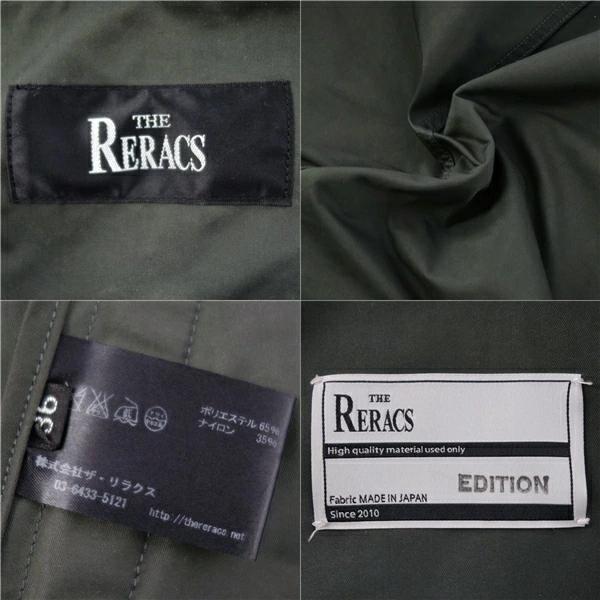 THE
RERACS
36
ポリエステル 65%
ナイロン 35%
株式会社ザ・リラクス
03-6433-5121
http://thereracs.net
THE
RERACS
High quality material used only
EDITION
Fabric MADE IN JAPAN
Since 2010